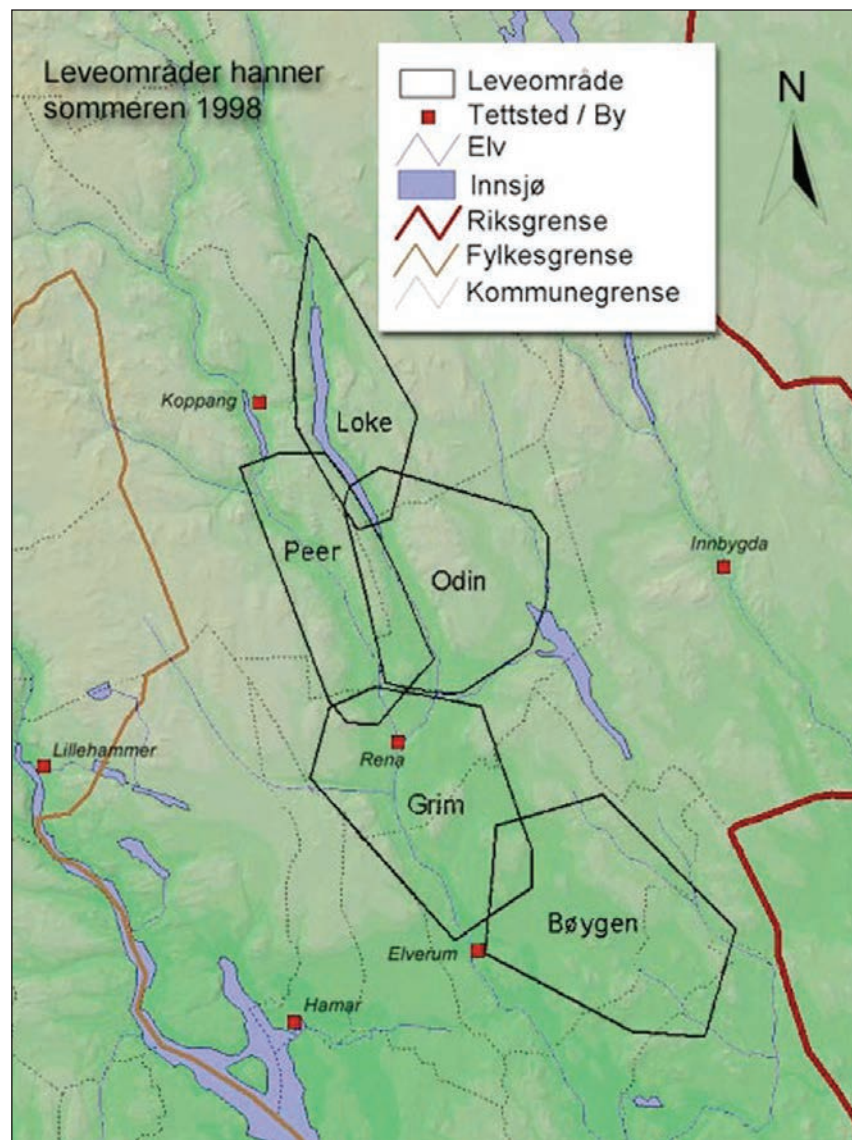 Leveområder hanner
sommeren 1998
Leveområde
Tettsted / By
Elv
Innsjø
Riksgrense
Fylkesgrense
Kommunegrense
N
Koppang
Loke
Peer
Odin
Innbygda
Lillehammer
Rena
Grim
Bøygen
Elverum
Hamar